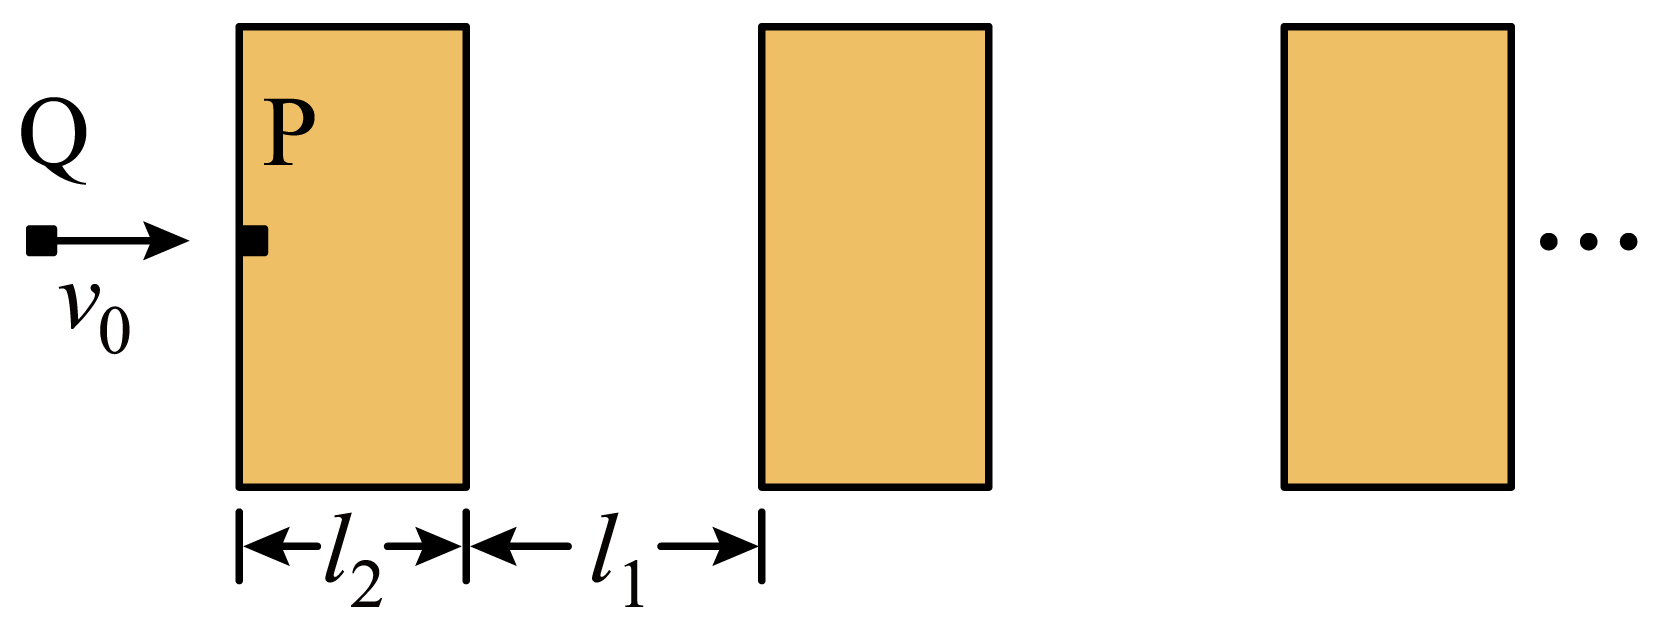 Q
P
v₀
l₂
l₁
…